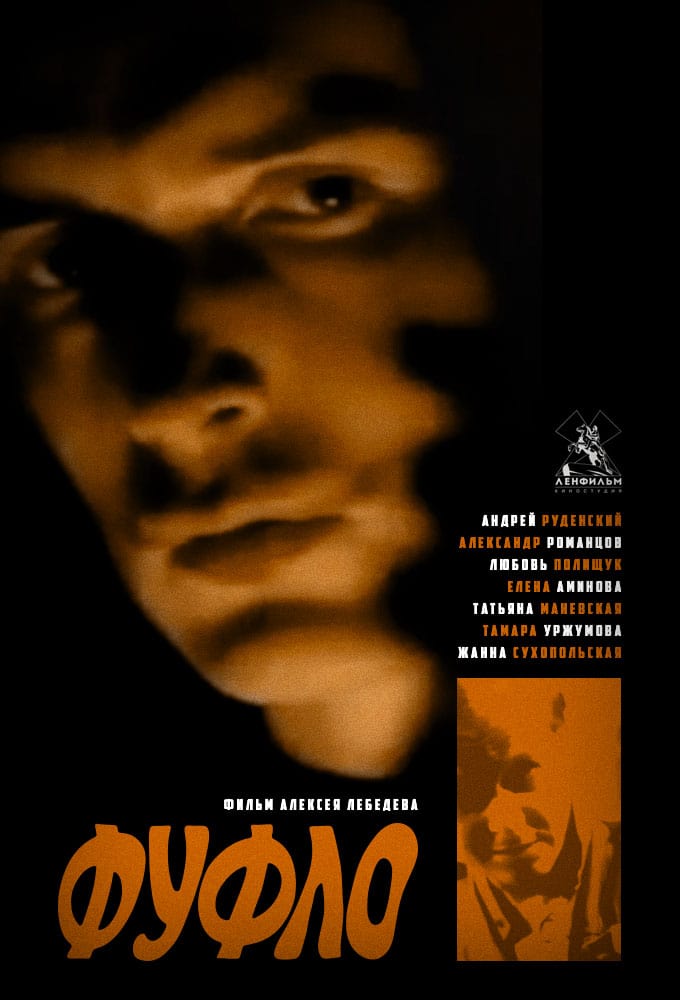 ЛЕНФИЛЬМ
КИНОСТУДИЯ
АНДРЕЙ РУДЕНСКИЙ
АЛЕКСАНДР РОМАНЦОВ
ЛЮБОВЬ ПОЛИЩУК
ЕЛЕНА АМИНОВА
ТАТЬЯНА МАНЕВСКАЯ
ТАМАРА УРЖУМОВА
ЖАННА СУХОПОЛЬСКАЯ
ФИЛЬМ АЛЕКСЕЯ ЛЕБЕДЕВА
ФУФЛО